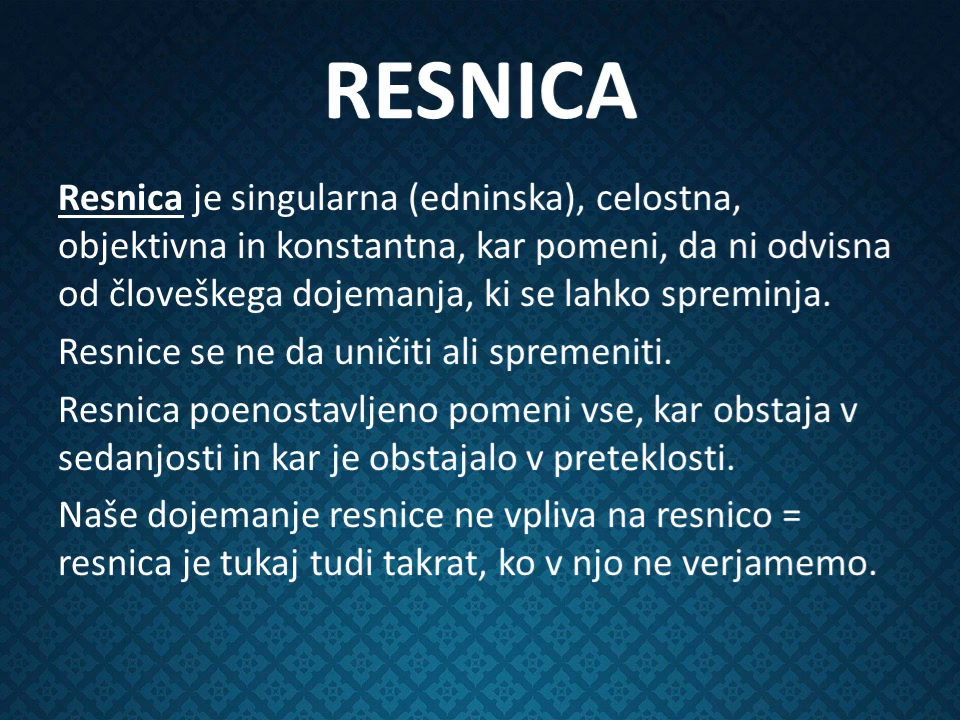 RESNICA
Resnica je singularna (edninska), celostna,
objektivna in konstantna, kar pomeni, da ni odvisna
od človeškega dojemanja, ki se lahko spreminja.
Resnice se ne da uničiti ali spremeniti.
Resnica poenostavljeno pomeni vse, kar obstaja v
sedanjosti in kar je obstajalo v preteklosti.
Naše dojemanje resnice ne vpliva na resnico =
resnica je tukaj tudi takrat, ko v njo ne verjamemo.